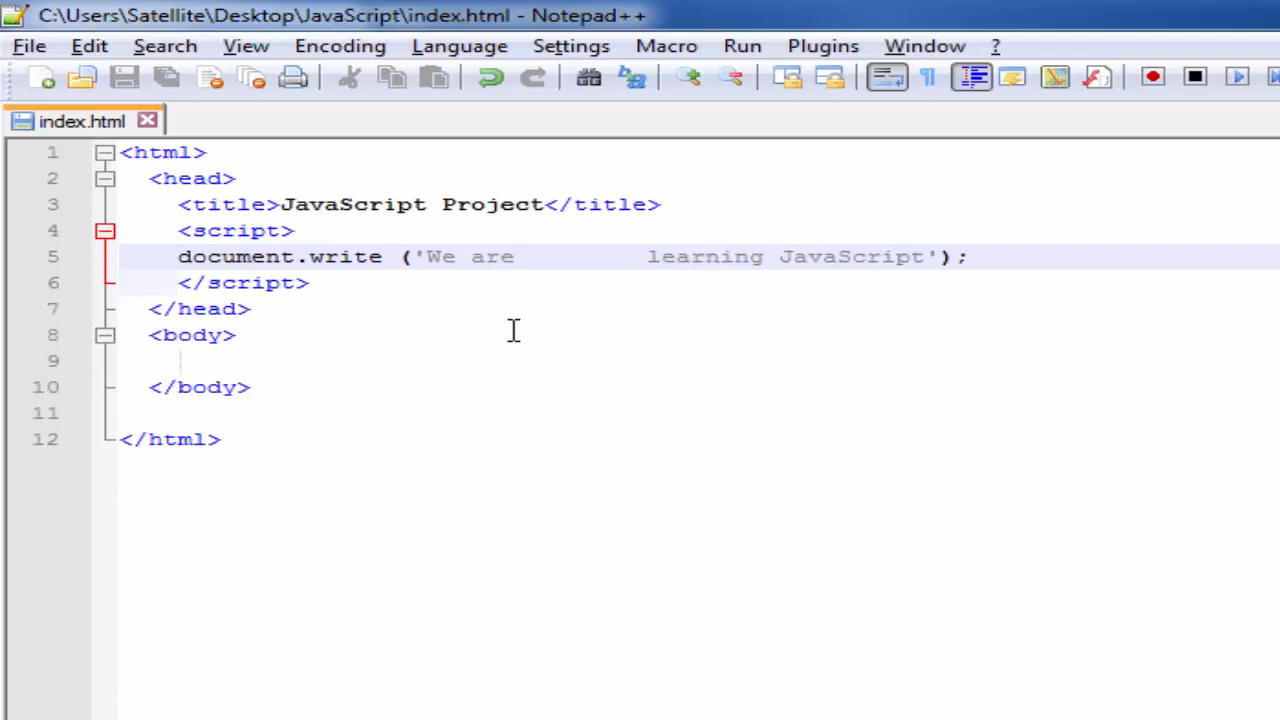 C:\Users\Satellite\Desktop\JavaScript\index.html - Notepad++
File Edit Search View Encoding Language Settings Macro Run Plugins Window ?
index.html
1 <html>
2 <head>
3 <title>JavaScript Project</title>
4 <script>
5 document.write ('We are         learning JavaScript');
6 </script>
7 </head>
8 <body>
9
10 </body>
11
12 </html>